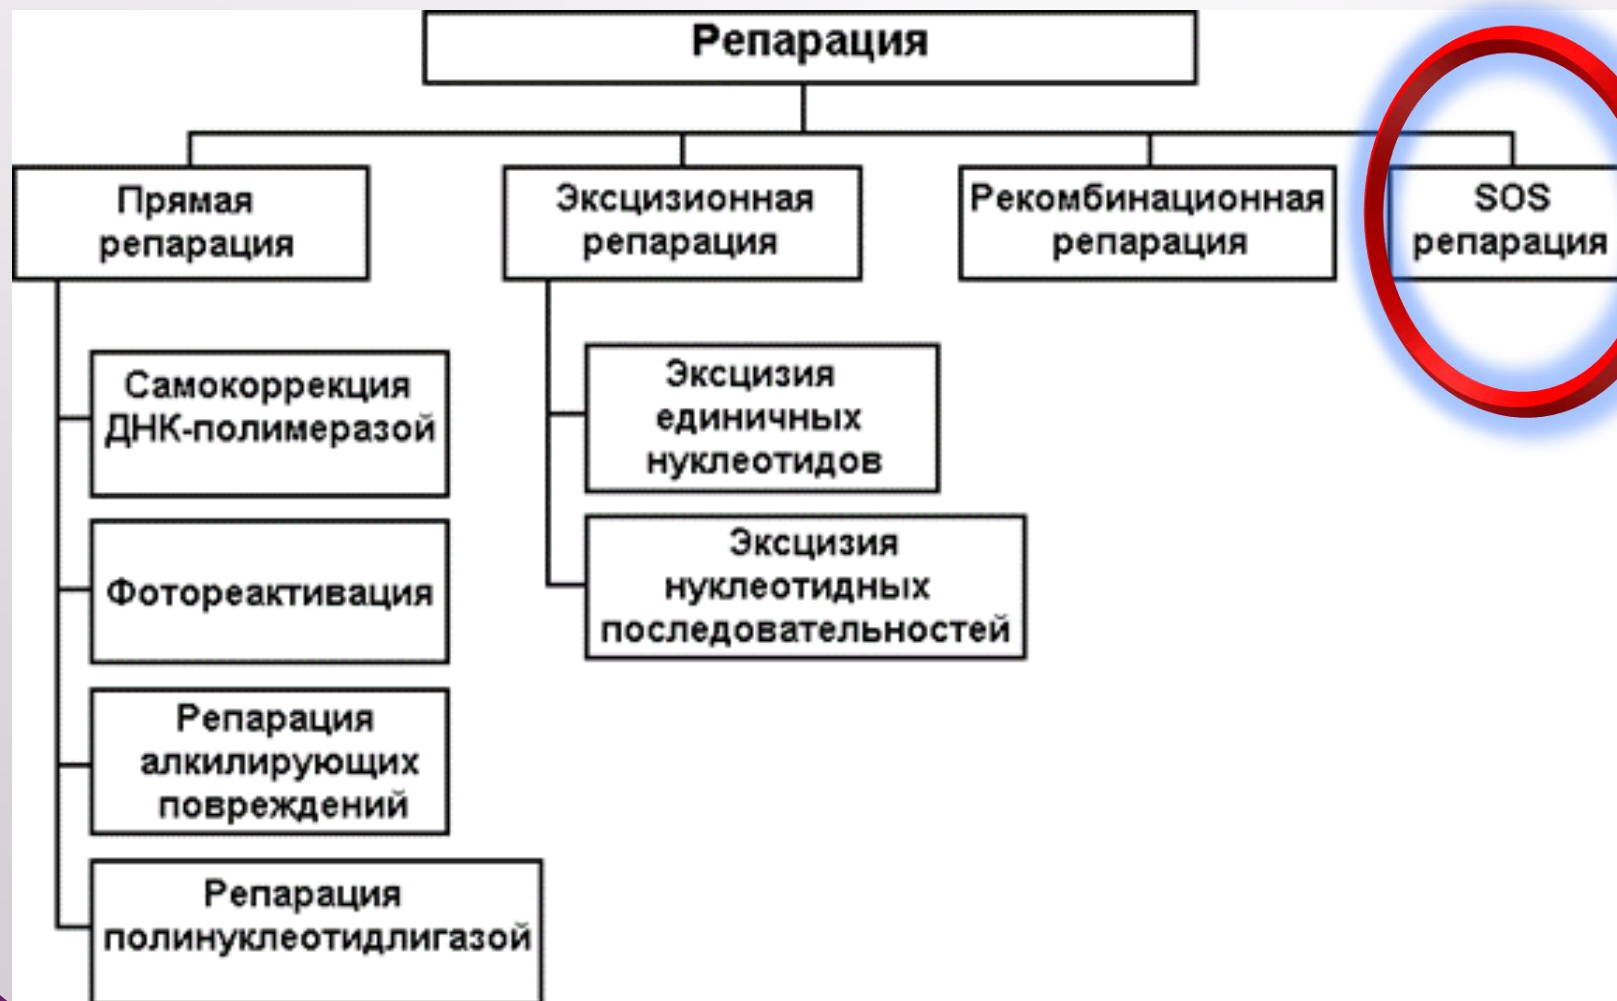 Репарация
Прямая
репарация
Эксцизионная
репарация
Рекомбинационная
репарация
SOS
репарация
Самокоррекция
ДНК-полимеразой
Фотореактивация
Репарация
алкилирующих
повреждений
Репарация
полинуклеотидлигазой
Эксцизия
единичных
нуклеотидов
Эксцизия
нуклеотидных
последовательностей